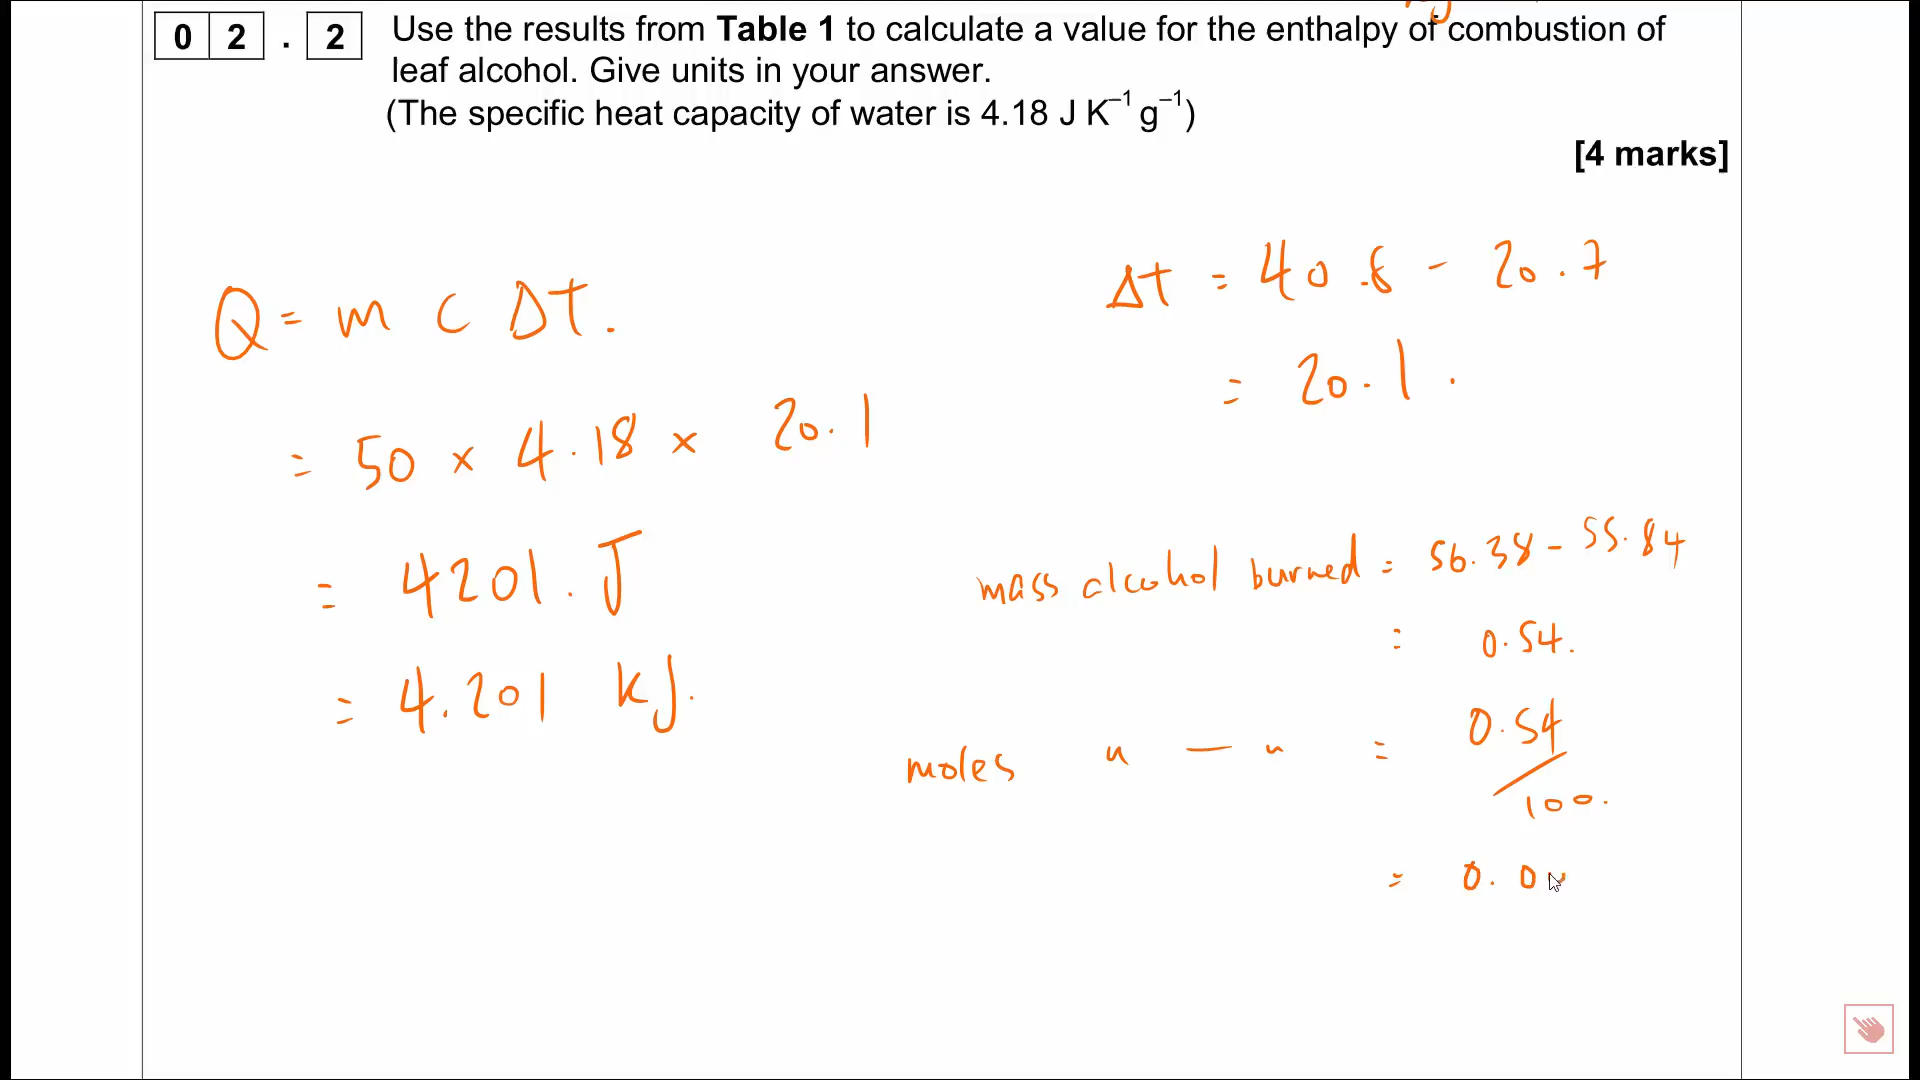 02.2 Use the results from Table 1 to calculate a value for the enthalpy of combustion of
leaf alcohol. Give units in your answer.
(The specific heat capacity of water is 4.18 J K⁻¹ g⁻¹)
[4 marks]
Q = m c Δt.
= 50 × 4.18 × 20.1
= 4201. J
= 4.201 kJ.
Δt = 40.8 - 20.7
= 20.1.
mass alcohol burned = 56.38 - 55.84
= 0.54.
moles " — " = 0.54 / 100.
= 0.0